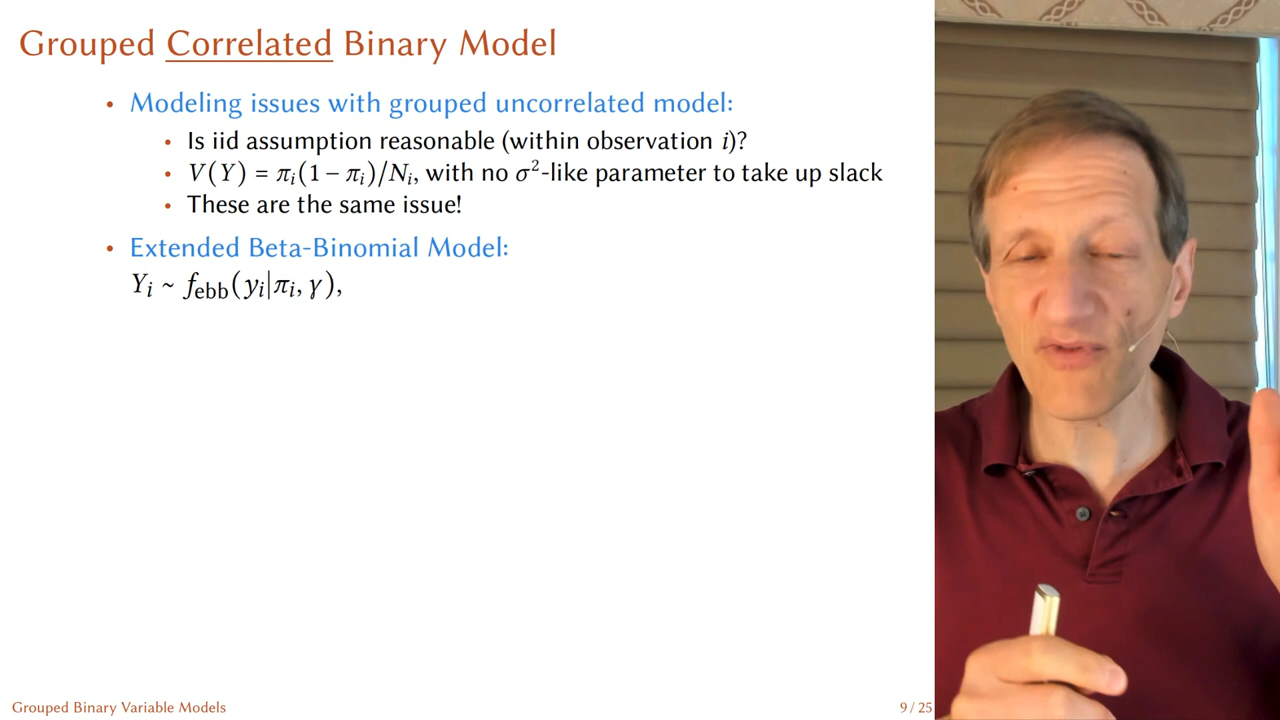 Grouped Correlated Binary Model
• Modeling issues with grouped uncorrelated model:
• Is iid assumption reasonable (within observation i)?
• V(Y) = πᵢ(1 − πᵢ)/Nᵢ, with no σ²-like parameter to take up slack
• These are the same issue!
• Extended Beta-Binomial Model:
Yᵢ ~ f_ebb(yᵢ|πᵢ, γ),
Grouped Binary Variable Models
9 / 25